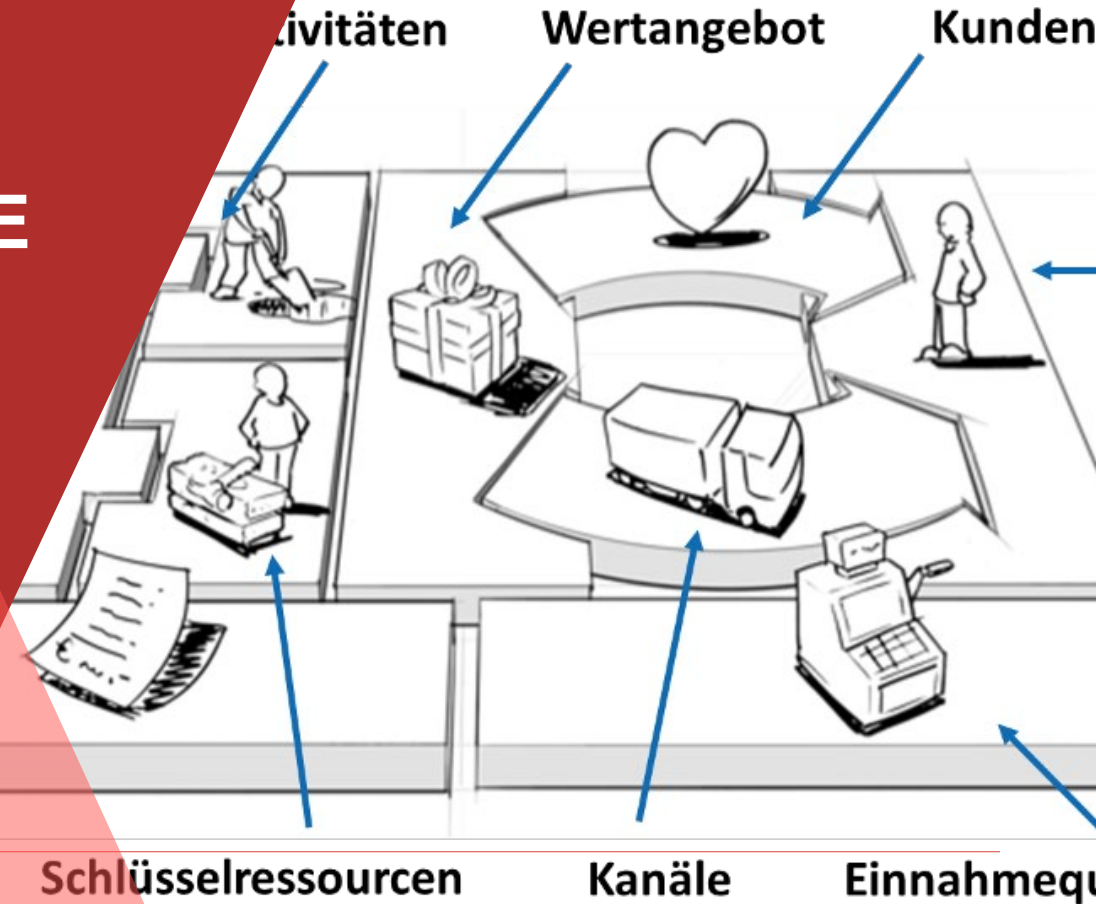 tivitäten Wertangebot Kunden
E
€
Schlüsselressourcen Kanäle Einnahmequ